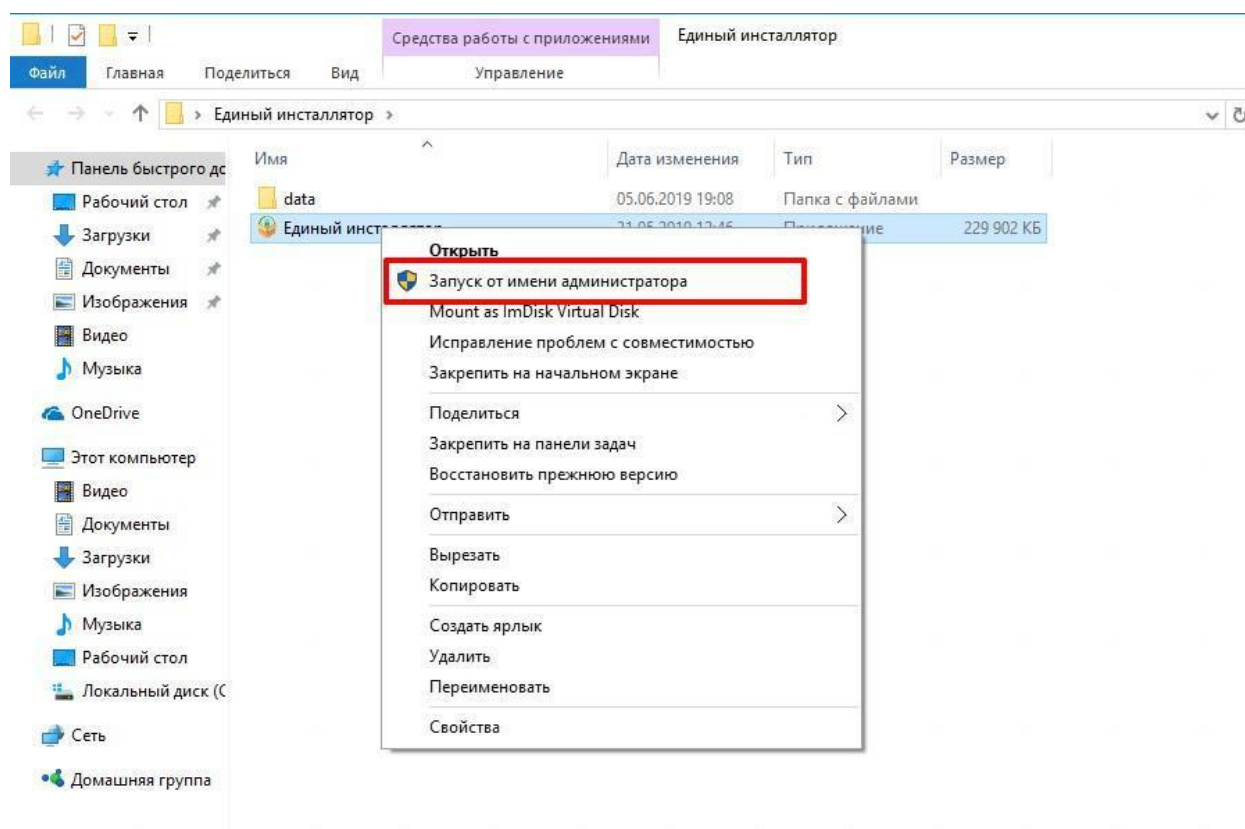 Средства работы с приложениями
Единый инсталлятор
Файл
Главная
Поделиться
Вид
Управление
Единый инсталлятор
Имя
Дата изменения
Тип
Размер
data
05.06.2019 19:08
Папка с файлами
Единый
229 902 КБ
Панель быстрого
Рабочий стол
Загрузки
Документы
Изображения
Видео
Музыка
OneDrive
Этот компьютер
Видео
Документы
Загрузки
Изображения
Музыка
Рабочий стол
Локальный диск (C
Сеть
Домашняя группа
Открыть
Запуск от имени администратора
Mount as ImDisk Virtual Disk
Исправление проблем с совместимостью
Закрепить на начальном экране
Поделиться
Закрепить на панели задач
Восстановить прежнюю версию
Отправить
Вырезать
Копировать
Создать ярлык
Удалить
Переименовать
Свойства